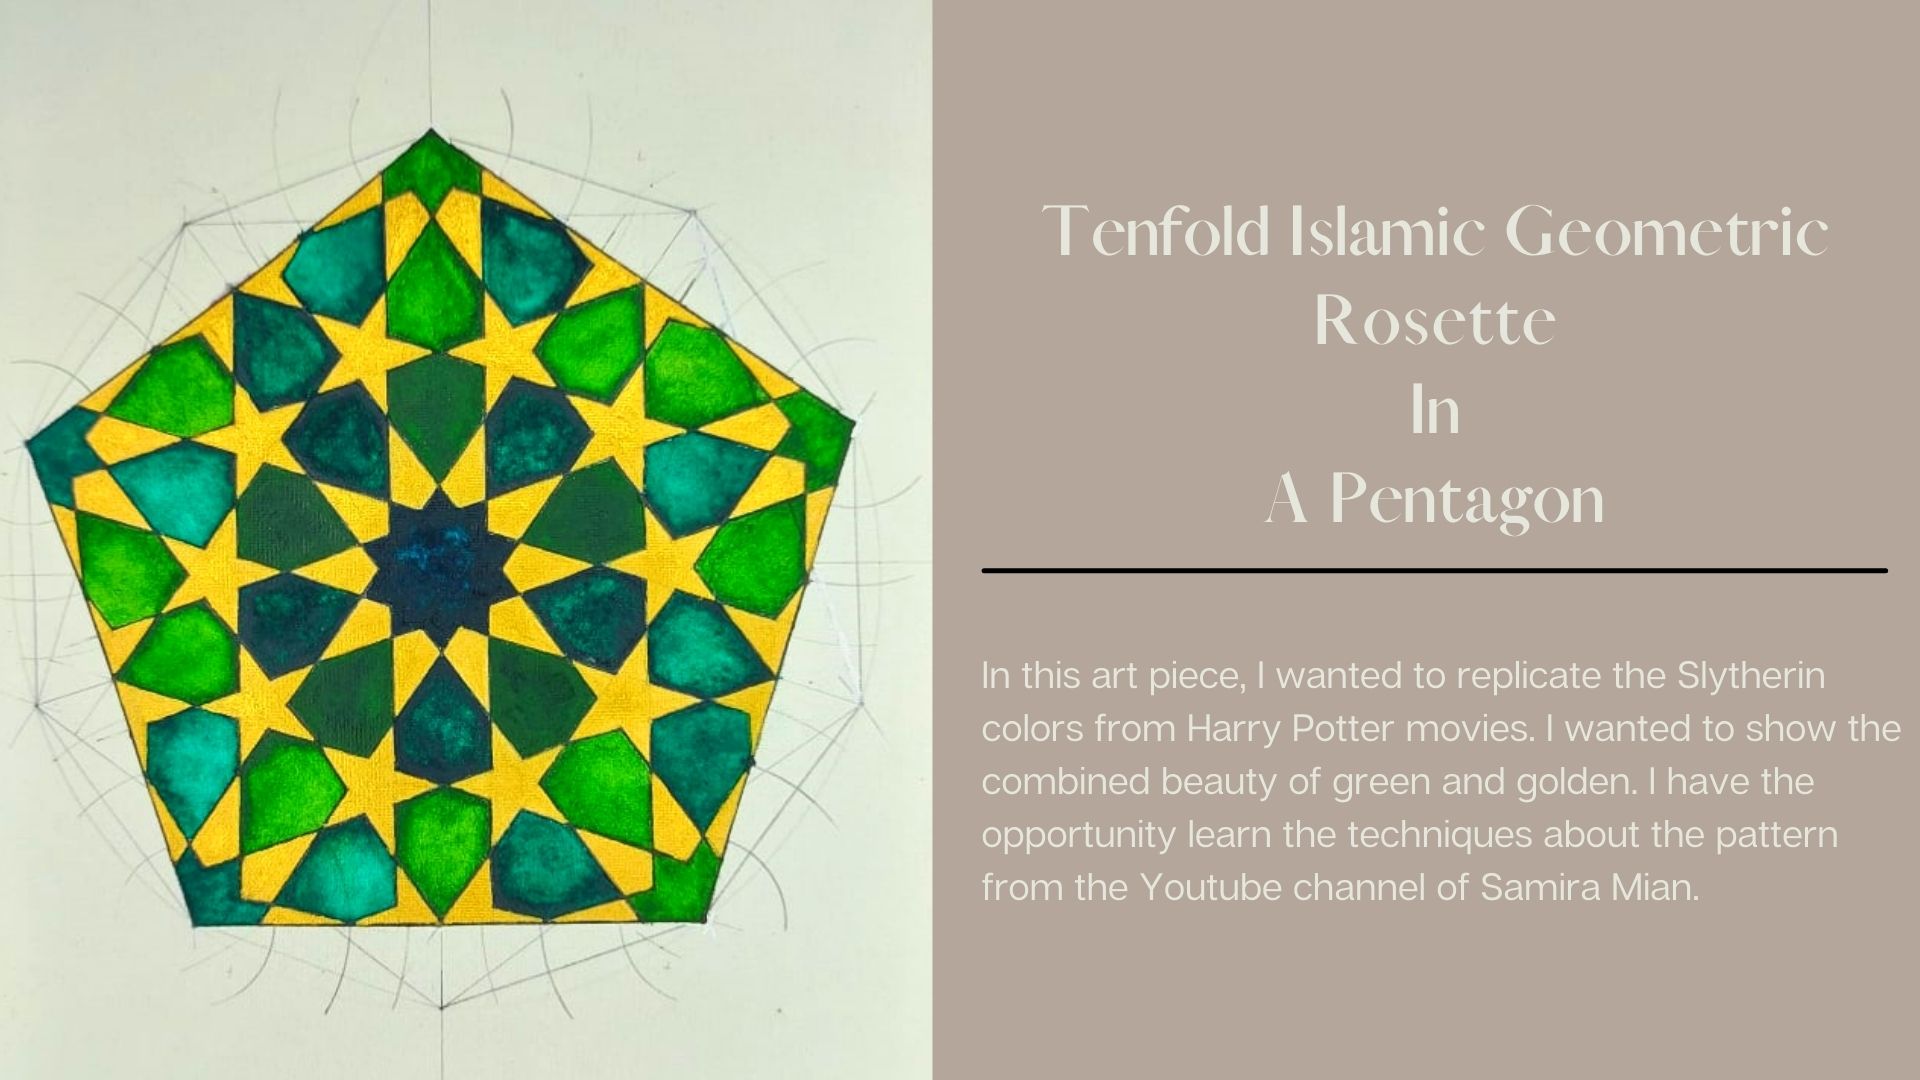 Tenfold Islamic Geometric
Rosette
In
A Pentagon
In this art piece, I wanted to replicate the Slytherin
colors from Harry Potter movies. I wanted to show the
combined beauty of green and golden. I have the
opportunity learn the techniques about the pattern
from the Youtube channel of Samira Mian.